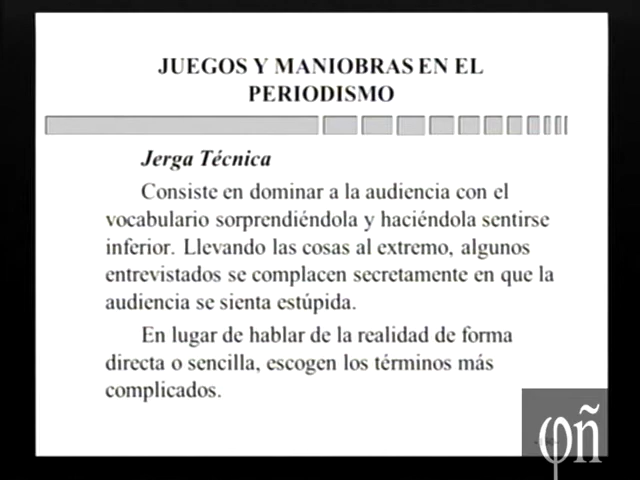 JUEGOS Y MANIOBRAS EN EL
PERIODISMO
Jerga Técnica
Consiste en dominar a la audiencia con el
vocabulario sorprendiéndola y haciéndola sentirse
inferior. Llevando las cosas al extremo, algunos
entrevistados se complacen secretamente en que la
audiencia se sienta estúpida.
En lugar de hablar de la realidad de forma
directa o sencilla, escogen los términos más
complicados.
φñ